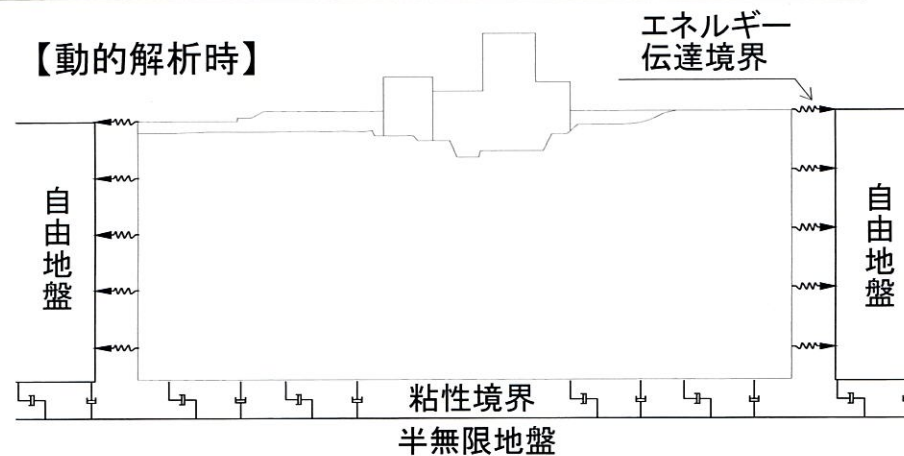 【動的解析時】
エネルギー
伝達境界
自由地盤
自由地盤
粘性境界
半無限地盤